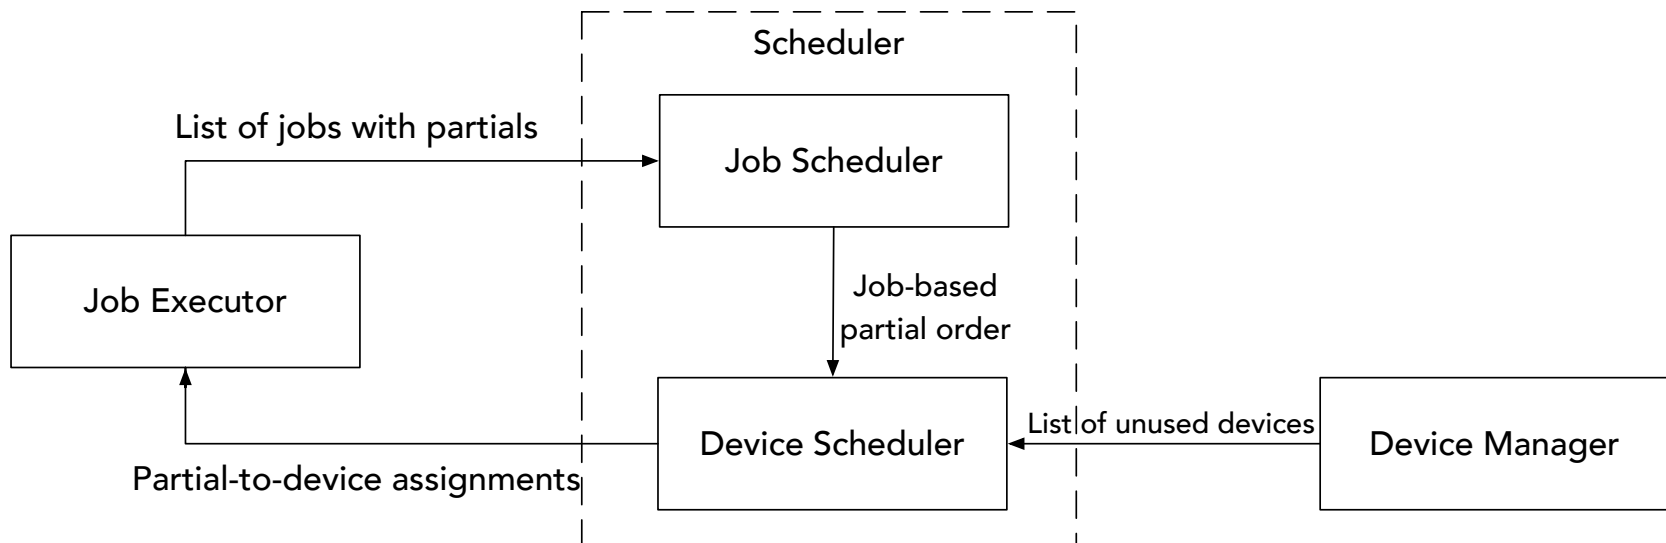 Scheduler
List of jobs with partials
Job Scheduler
Job Executor
Job-based
partial order
List of unused devices
Device Scheduler
Device Manager
Partial-to-device assignments